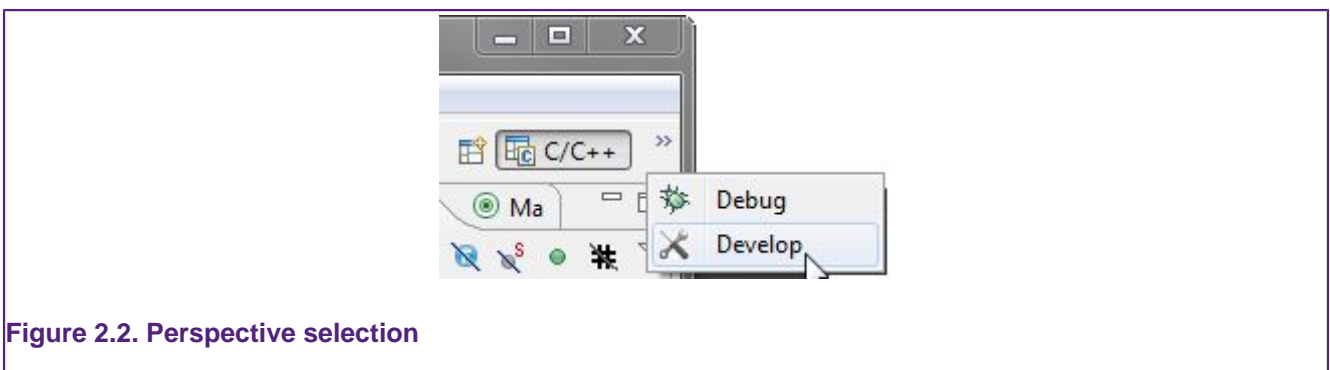 C/C++ »
Ma
S
Debug
Develop
Figure 2.2. Perspective selection